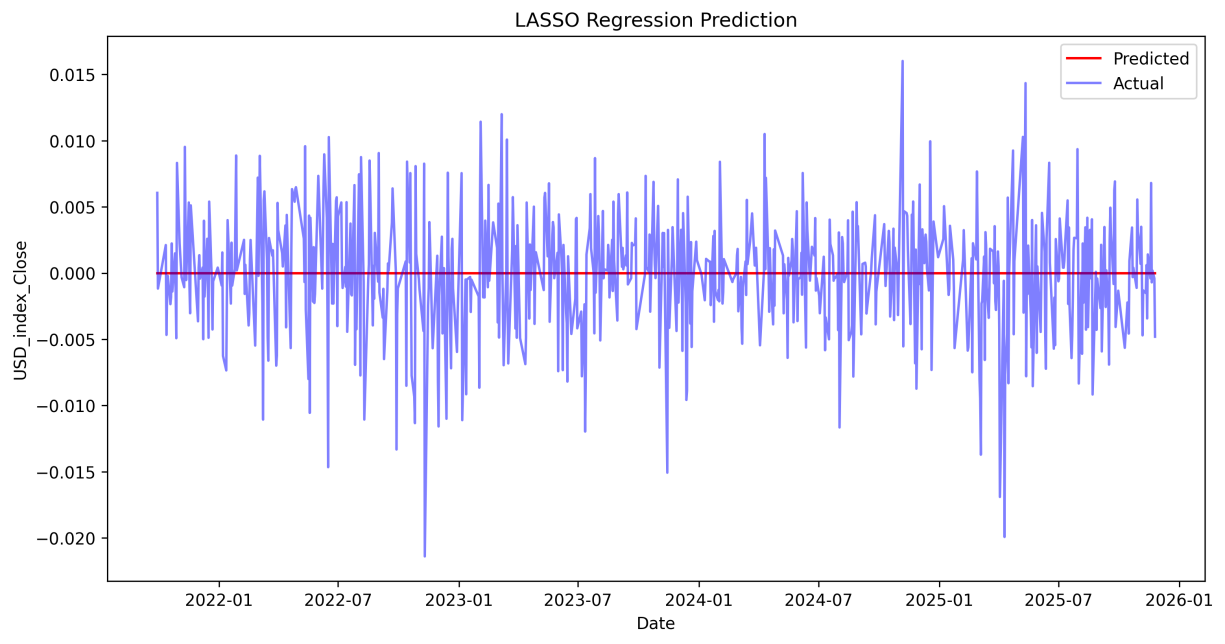 LASSO Regression Prediction
Predicted
Actual
USD_index_Close
0.015
0.010
0.005
0.000
−0.005
−0.010
−0.015
−0.020
2022-01 2022-07 2023-01 2023-07 2024-01 2024-07 2025-01 2025-07 2026-01
Date